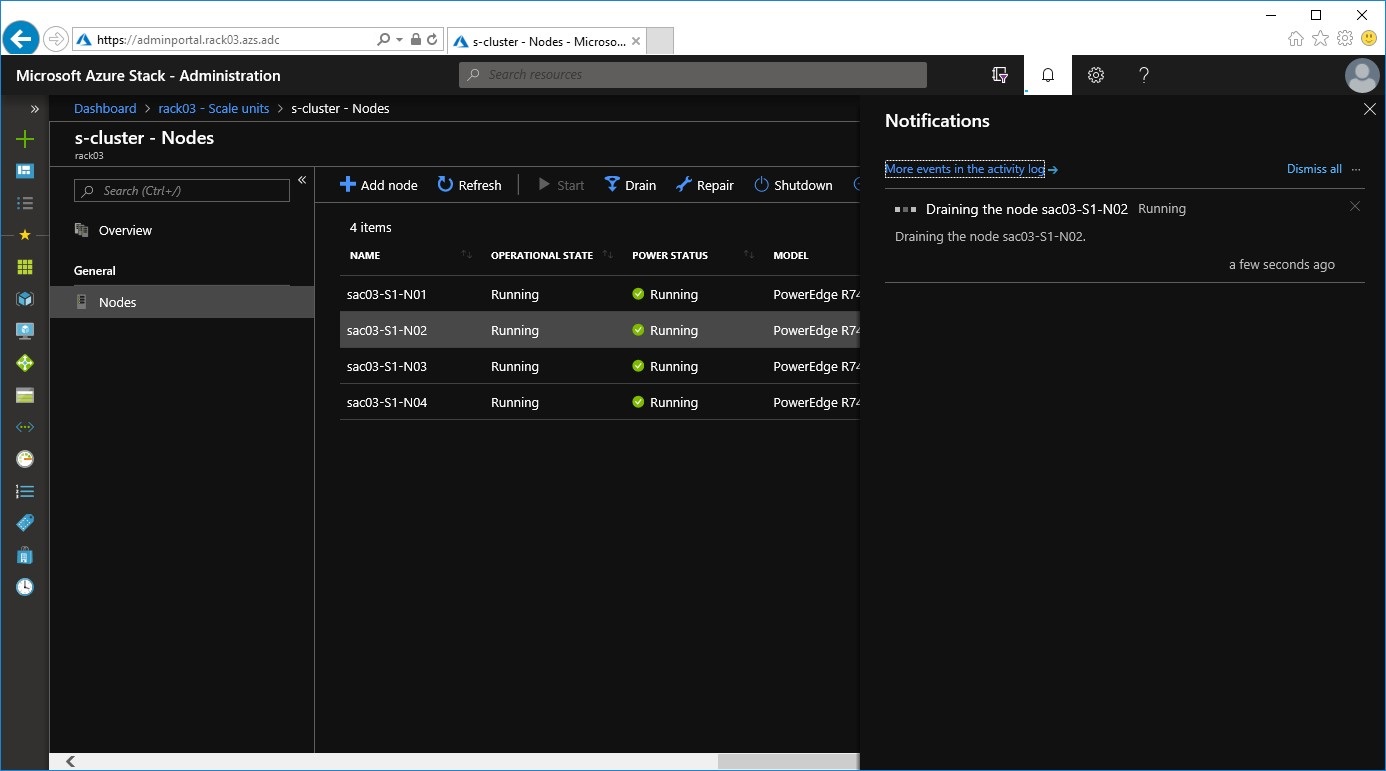 https://adminportal.rack03.azs.adc
s-cluster - Nodes - Microso...
Microsoft Azure Stack - Administration
Search resources
Dashboard > rack03 - Scale units > s-cluster - Nodes
s-cluster - Nodes
rack03
Search (Ctrl+/)
Overview
General
Nodes
Add node Refresh Start Drain Repair Shutdown
4 items
NAME OPERATIONAL STATE POWER STATUS MODEL
sac03-S1-N01 Running Running PowerEdge R74
sac03-S1-N02 Running Running PowerEdge R74
sac03-S1-N03 Running Running PowerEdge R74
sac03-S1-N04 Running Running PowerEdge R74
Notifications
More events in the activity log
Dismiss all ...
Draining the node sac03-S1-N02 Running
Draining the node sac03-S1-N02.
a few seconds ago